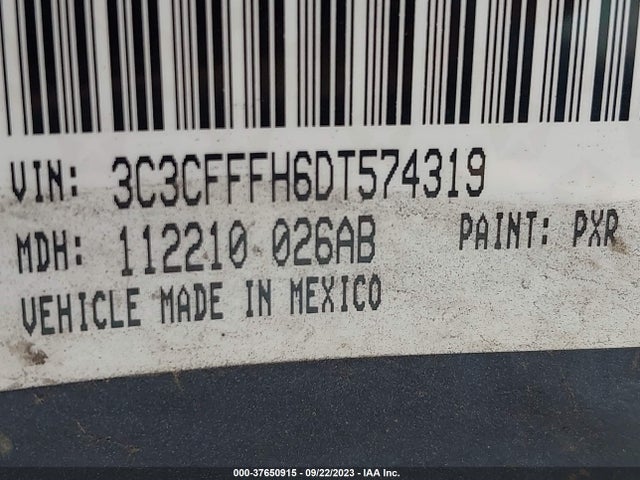 VIN: 3C3CFFFH6DT574319
MDH: 112210 026AB PAINT: PXR
VEHICLE MADE IN MEXICO
000-37650915 - 09/22/2023 - IAA Inc.